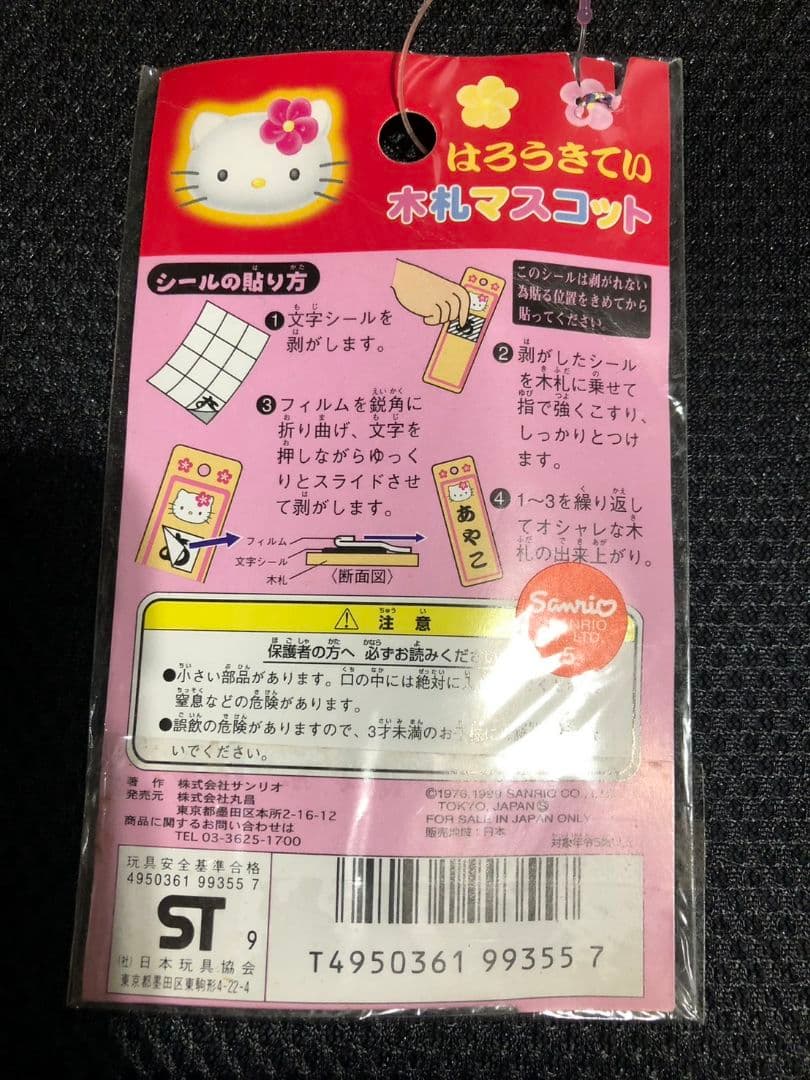 はろうきてい
木札マスコット
シールの貼り方
このシールは剥がれない
為貼る位置をきめてから
貼ってください。
❶文字シールを
剥がします。
❷剥がしたシール
を木札に乗せて
指で強くこすり、
しっかりとつけ
ます。
❸フィルムを鋭角に
折り曲げ、文字を
押しながらゆっく
りとスライドさせ
て剥がします。
❹1〜3を繰り返し
てオシャレな木
札の出来上がり。
あやこ
フィルム
文字シール
木札
〈断面図〉
⚠ 注意
保護者の方へ 必ずお読みくださ
●小さい部品があります。口の中には絶対に
窒息などの危険があります。
●誤飲の危険がありますので、3才未満のお
いでください。
Sanrio
SANRIO
LTD.
5
著作 株式会社サンリオ
発売元 株式会社丸昌
東京都墨田区本所2-16-12
商品に関するお問い合わせは
TEL 03-3625-1700
©1976,1999 SANRIO CO.,
TOKYO, JAPAN Ⓢ
FOR SALE IN JAPAN ONLY
販売地域:日本
対象年令5
玩具安全基準合格
4950361 99355 7
ST 9
(社)日本玩具協会
東京都墨田区東駒形4-22-4
T4950361 99355 7